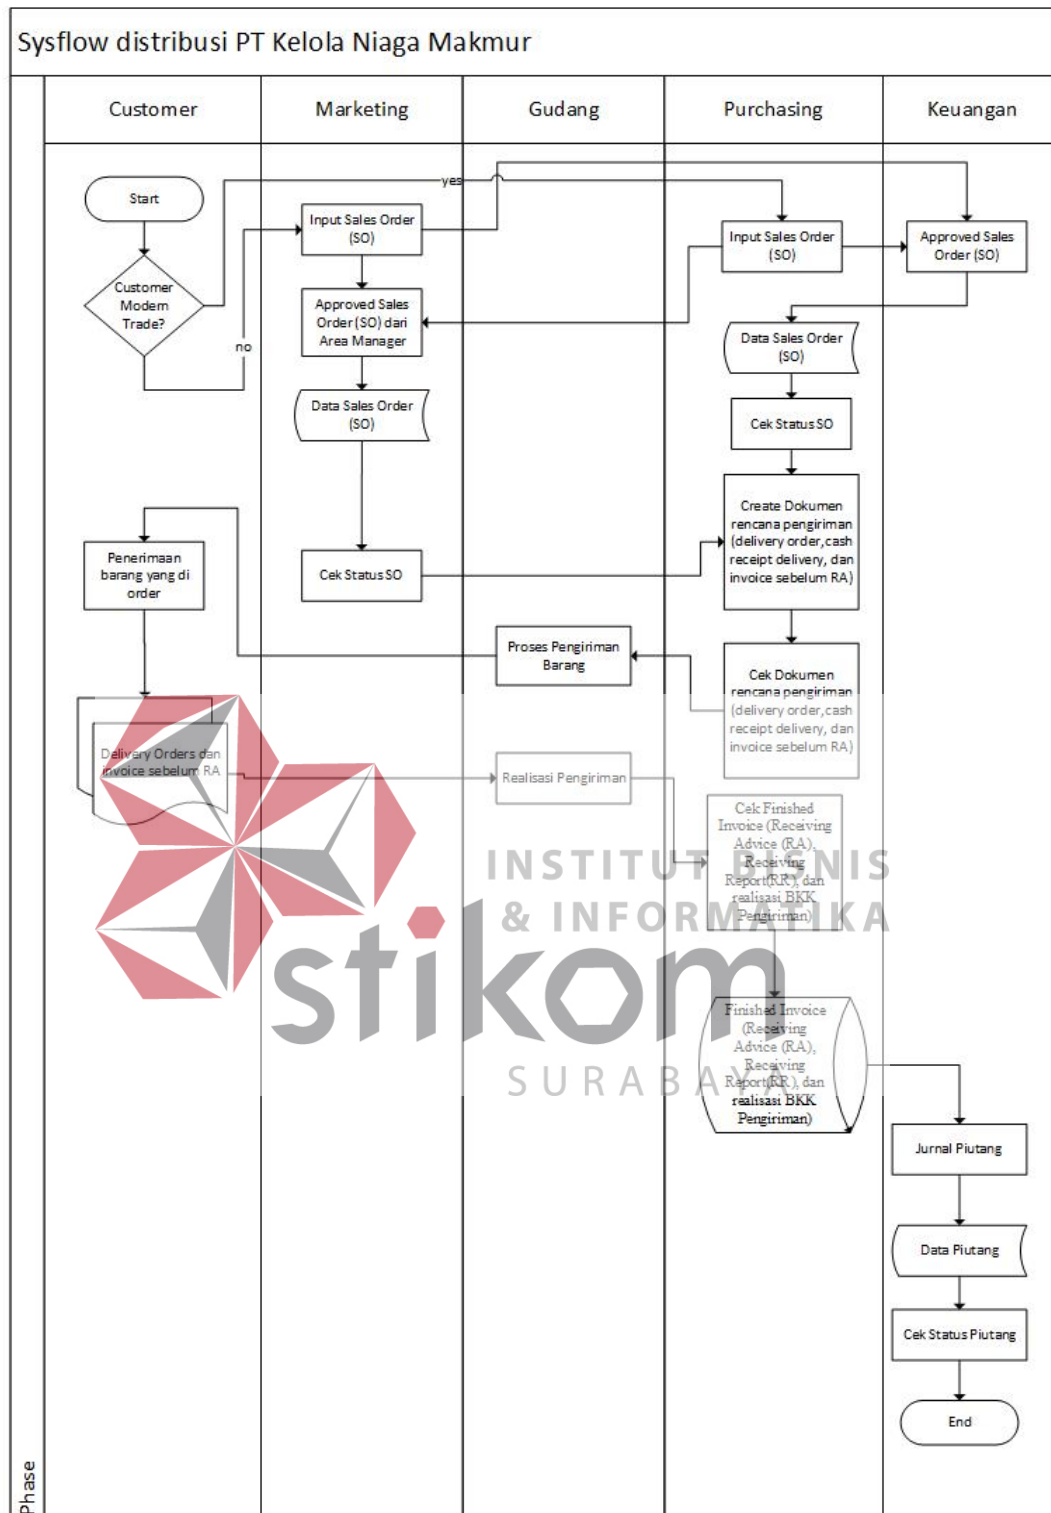 Sysflow distribusi PT Kelola Niaga Makmur
Customer
Marketing
Gudang
Purchasing
Keuangan
Start
yes
Input Sales Order
(SO)
Input Sales Order
(SO)
Approved Sales
Order (SO)
Customer
Modern
Trade?
no
Approved Sales
Order (SO) dari
Area Manager
Data Sales Order
(SO)
Data Sales Order
(SO)
Cek Status SO
Create Dokumen
rencana pengiriman
(delivery order,cash
receipt delivery, dan
invoice sebelum RA)
Penerimaan
barang yang di
order
Cek Status SO
Proses Pengiriman
Barang
Cek Dokumen
rencana pengiriman
(delivery order,cash
receipt delivery, dan
invoice sebelum RA)
Delivery Orders dan
invoice sebelum RA
Realisasi Pengiriman
Cek Finished
Invoice (Receiving
Advice (RA),
Receiving
Report(RR), dan
realisasi BKK
Pengiriman)
INSTITUT BISNIS
& INFORMATIKA
stikom
SURABAYA
Finished Invoice
(Receiving
Advice (RA),
Receiving
Report(RR), dan
realisasi BKK
Pengiriman)
Jurnal Piutang
Data Piutang
Cek Status Piutang
End
Phase